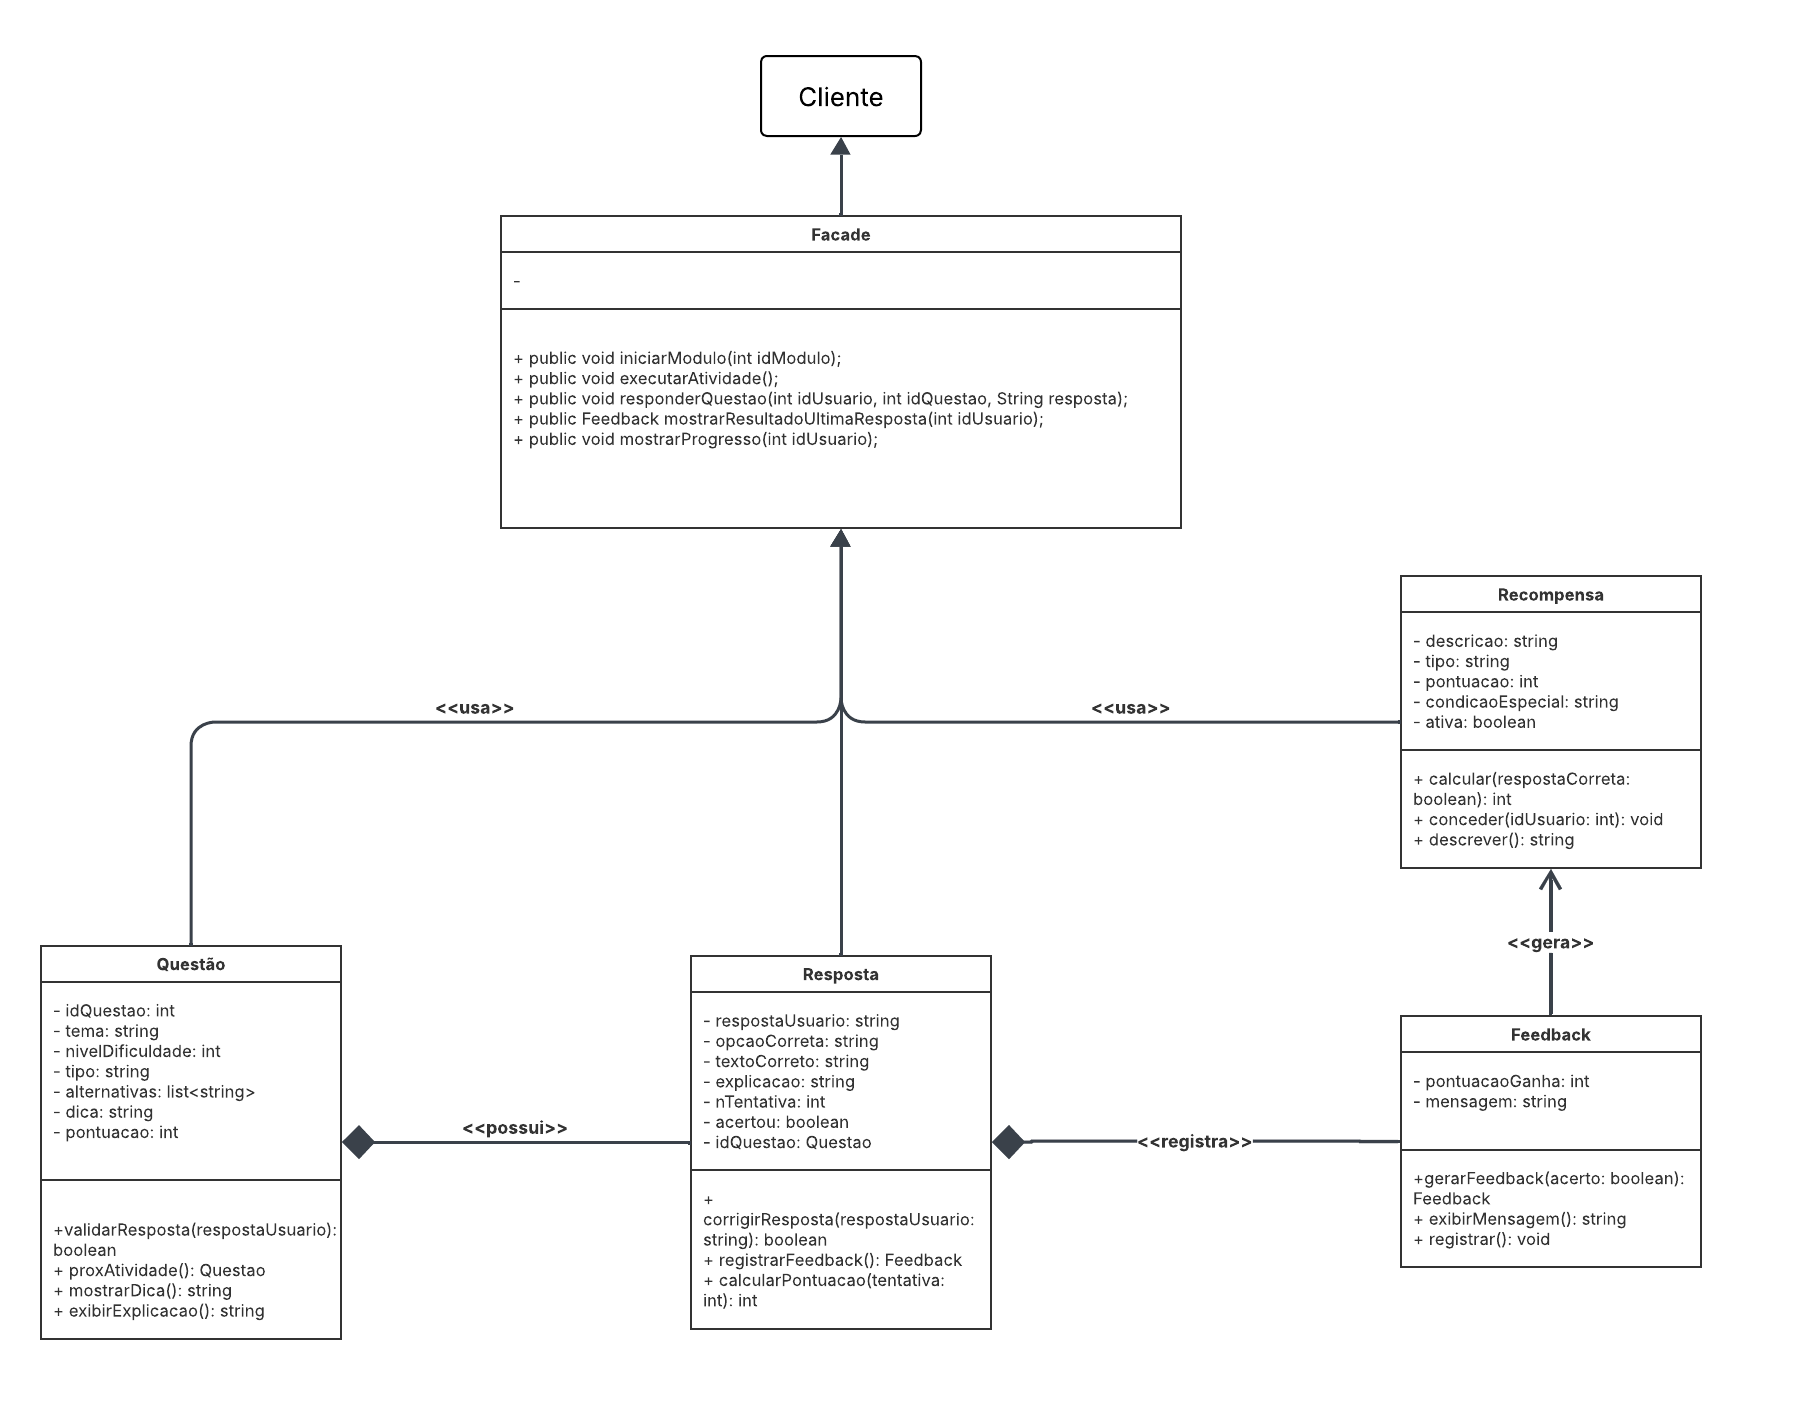 Cliente
Facade
-
+ public void iniciarModulo(int idModulo);
+ public void executarAtividade();
+ public void responderQuestao(int idUsuario, int idQuestao, String resposta);
+ public Feedback mostrarResultadoUltimaResposta(int idUsuario);
+ public void mostrarProgresso(int idUsuario);
<<usa>>
<<usa>>
Recompensa
- descricao: string
- tipo: string
- pontuacao: int
- condicaoEspecial: string
- ativa: boolean
+ calcular(respostaCorreta:
boolean): int
+ conceder(idUsuario: int): void
+ descrever(): string
<<gera>>
Questão
- idQuestao: int
- tema: string
- nivelDificuldade: int
- tipo: string
- alternativas: list<string>
- dica: string
- pontuacao: int
+validarResposta(respostaUsuario):
boolean
+ proxAtividade(): Questao
+ mostrarDica(): string
+ exibirExplicacao(): string
<<possui>>
Resposta
- respostaUsuario: string
- opcaoCorreta: string
- textoCorreto: string
- explicacao: string
- nTentativa: int
- acertou: boolean
- idQuestao: Questao
+
corrigirResposta(respostaUsuario:
string): boolean
+ registrarFeedback(): Feedback
+ calcularPontuacao(tentativa:
int): int
<<registra>>
Feedback
- pontuacaoGanha: int
- mensagem: string
+gerarFeedback(acerto: boolean):
Feedback
+ exibirMensagem(): string
+ registrar(): void